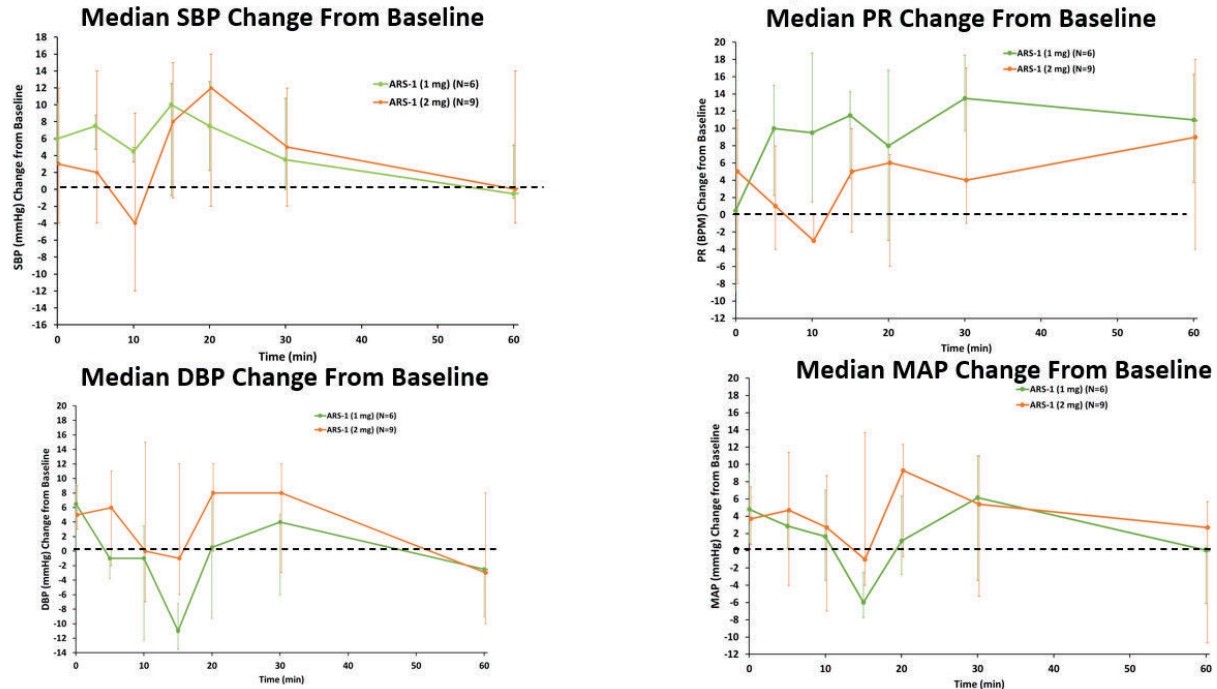 Median SBP Change From Baseline
SBP (mmHg) Change from Baseline
18
16
14
12
10
8
6
4
2
0
-2
-4
-6
-8
-10
-12
-14
-16
ARS-1 (1 mg) (N=6)
ARS-1 (2 mg) (N=9)
0 10 20 30 40 50 60
Time (min)
Median PR Change From Baseline
PR (BPM) Change from Baseline
20
18
16
14
12
10
8
6
4
2
0
-2
-4
-6
-8
-10
-12
ARS-1 (1 mg) (N=6)
ARS-1 (2 mg) (N=9)
0 10 20 30 40 50 60
Time (min)
Median DBP Change From Baseline
DBP (mmHg) Change from Baseline
20
18
16
14
12
10
8
6
4
2
0
-2
-4
-6
-8
-10
-12
-14
ARS-1 (1 mg) (N=6)
ARS-1 (2 mg) (N=9)
0 10 20 30 40 50 60
Time (min)
Median MAP Change From Baseline
MAP (mmHg) Change from Baseline
20
18
16
14
12
10
8
6
4
2
0
-2
-4
-6
-8
-10
-12
ARS-1 (1 mg) (N=6)
ARS-1 (2 mg) (N=9)
0 10 20 30 40 50 60
Time (min)